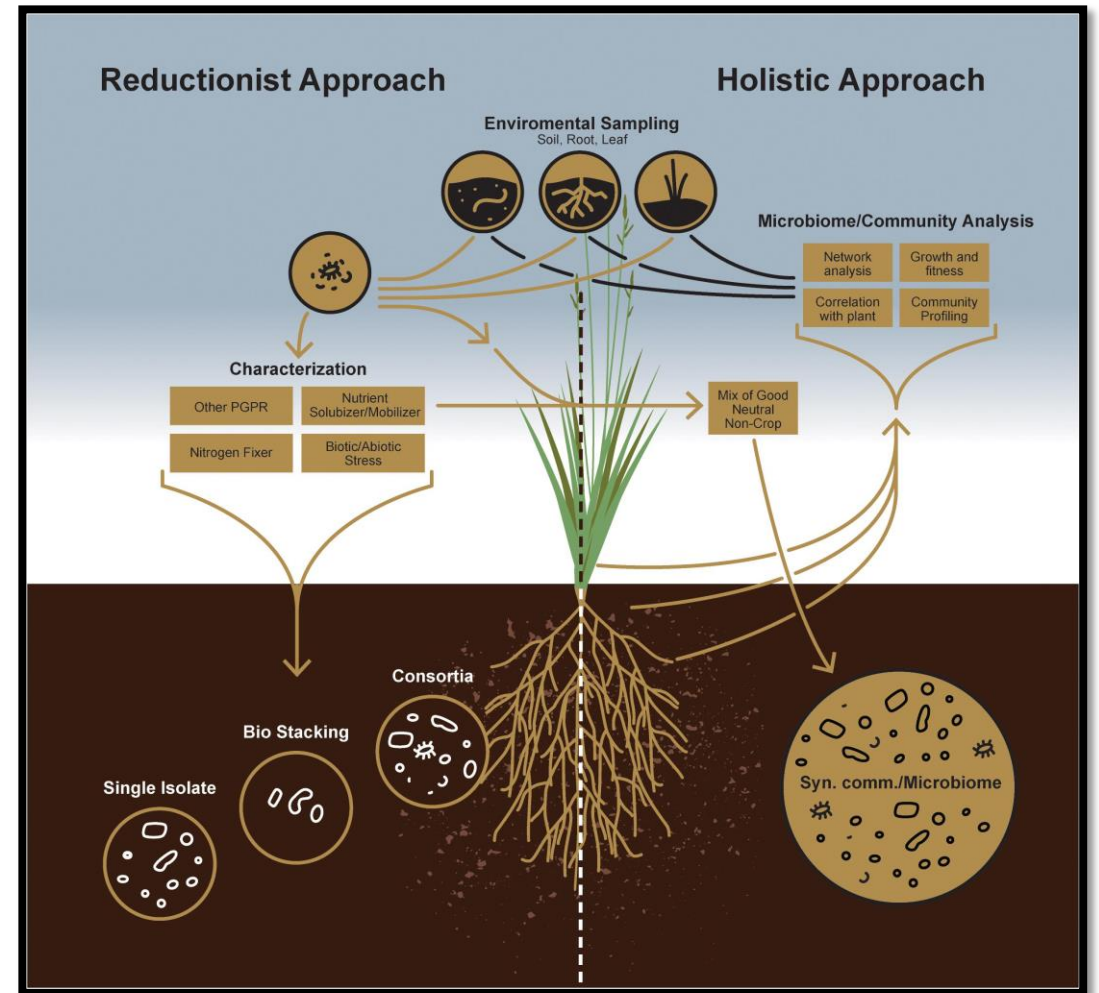 Reductionist Approach
Holistic Approach
Enviromental Sampling
Soil, Root, Leaf
Microbiome/Community Analysis
Network
analysis
Growth and
fitness
Correlation
with plant
Community
Profiling
Characterization
Other PGPR
Nutrient
Solubizer/Mobilizer
Nitrogen Fixer
Biotic/Abiotic
Stress
Mix of Good
Neutral
Non-Crop
Consortia
Bio Stacking
Single Isolate
Syn. comm./Microbiome